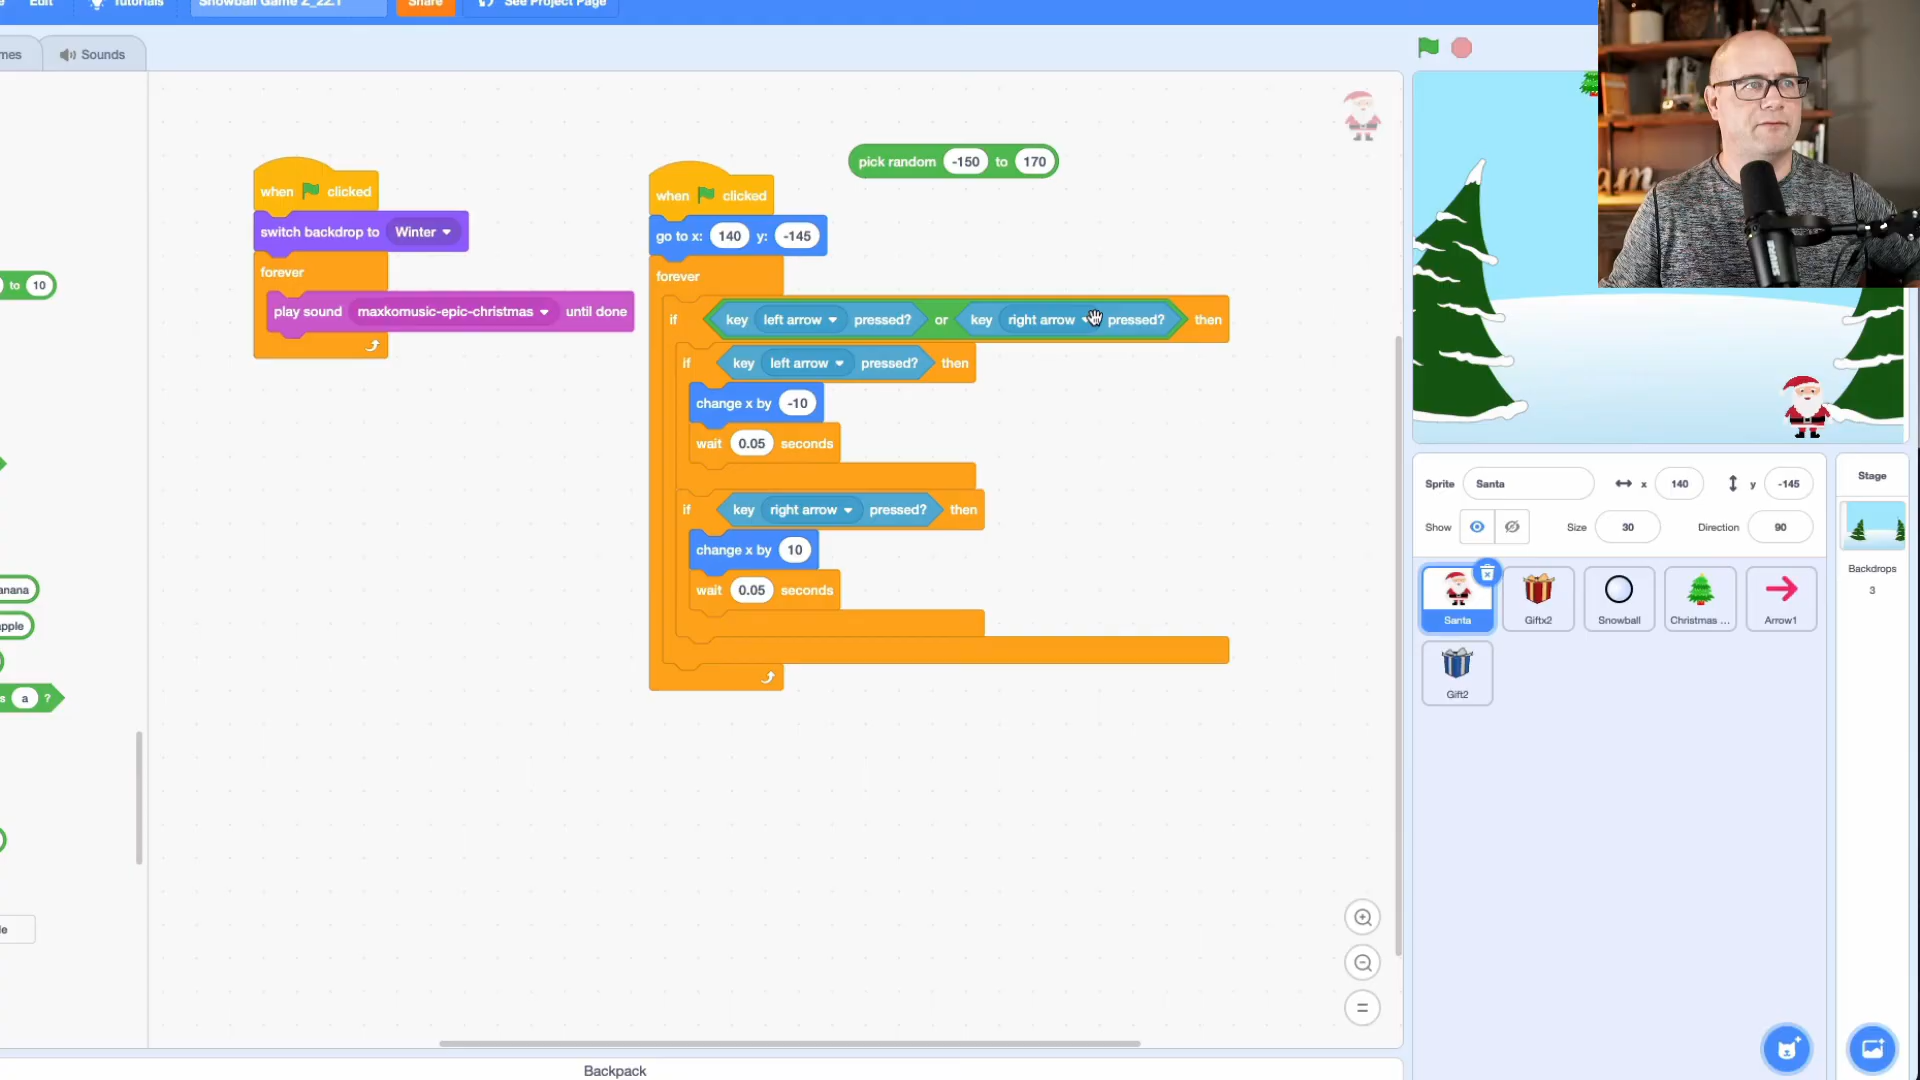 Edit Tutorials Snowball Game 2_22.1 Share See Project Page
mes Sounds
to 10
anana
apple
s a ?
le
when clicked
switch backdrop to Winter
forever
play sound maxkomusic-epic-christmas until done
pick random -150 to 170
when clicked
go to x: 140 y: -145
forever
if key left arrow pressed? or key right arrow pressed? then
if key left arrow pressed? then
change x by -10
wait 0.05 seconds
if key right arrow pressed? then
change x by 10
wait 0.05 seconds
Backpack
Sprite Santa x 140 y -145
Show Size 30 Direction 90
Santa Giftx2 Snowball Christmas ... Arrow1
Gift2
Stage
Backdrops
3